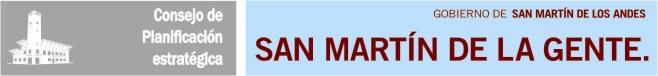 Consejo de
Planificación
estratégica
GOBIERNO DE SAN MARTÍN DE LOS ANDES
SAN MARTÍN DE LA GENTE.